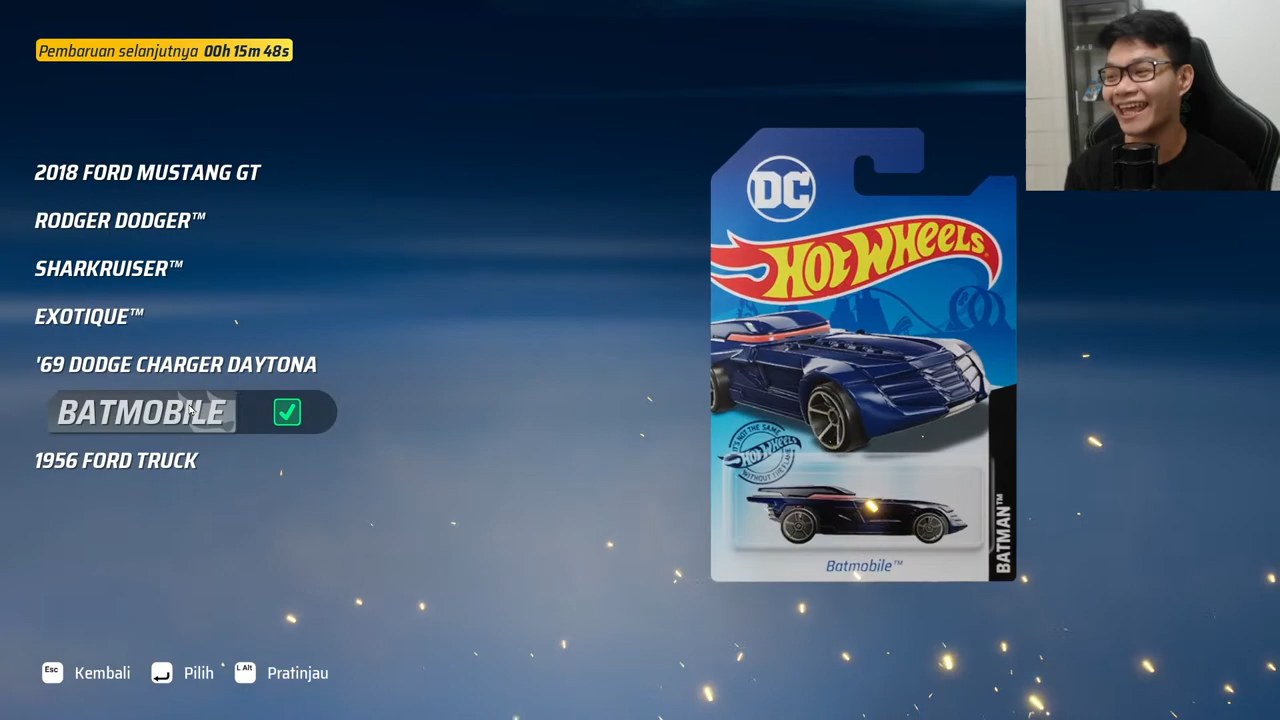 Pembaruan selanjutnya 00h 15m 48s
2018 FORD MUSTANG GT
RODGER DODGER™
SHARKRUISER™
EXOTIQUE™
'69 DODGE CHARGER DAYTONA
BATMOBILE
1956 FORD TRUCK
DC
HOT WHEELS
IT'S NOT THE SAME
HOT WHEELS
WITHOUT THE FLAME
BATMAN™
Batmobile™
Esc Kembali
Pilih
L Alt Pratinjau